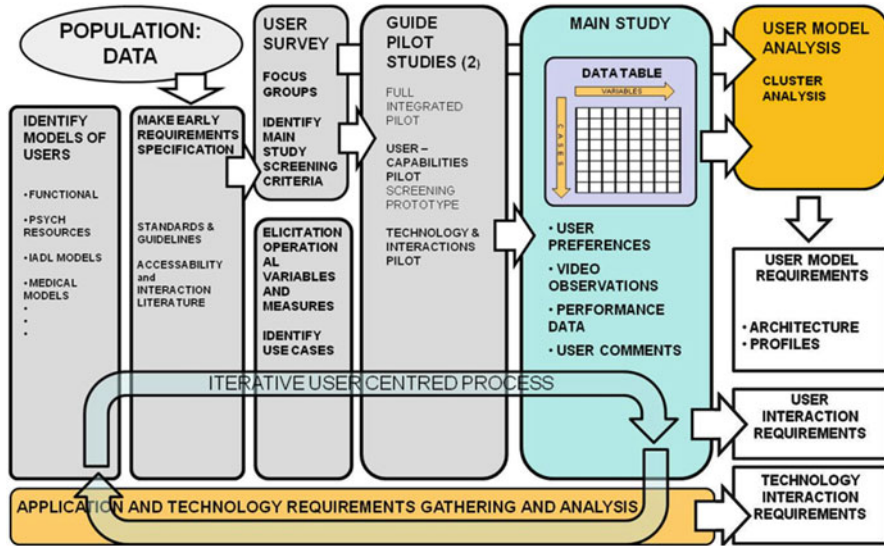 POPULATION:
DATA
IDENTIFY
MODELS OF
USERS
• FUNCTIONAL
• PSYCH
RESOURCES
• IADL MODELS
• MEDICAL
MODELS
•
•
•
MAKE EARLY
REQUIREMENTS
SPECIFICATION
STANDARDS &
GUIDELINES
ACCESSABILITY
and
INTERACTION
LITERATURE
USER
SURVEY
FOCUS
GROUPS
IDENTIFY
MAIN
STUDY
SCREENING
CRITERIA
ELICITATION
OPERATION
AL
VARIABLES
AND
MEASURES
IDENTIFY
USE CASES
GUIDE
PILOT
STUDIES (2)
FULL
INTEGRATED
PILOT
USER –
CAPABILITIES
PILOT
SCREENING
PROTOTYPE
TECHNOLOGY &
INTERACTIONS
PILOT
MAIN STUDY
DATA TABLE
VARIABLES
CASES
• USER
PREFERENCES
• VIDEO
OBSERVATIONS
• PERFORMANCE
DATA
• USER COMMENTS
USER MODEL
ANALYSIS
CLUSTER
ANALYSIS
USER MODEL
REQUIREMENTS
• ARCHITECTURE
• PROFILES
USER
INTERACTION
REQUIREMENTS
TECHNOLOGY
INTERACTION
REQUIREMENTS
ITERATIVE USER CENTRED PROCESS
APPLICATION AND TECHNOLOGY REQUIREMENTS GATHERING AND ANALYSIS